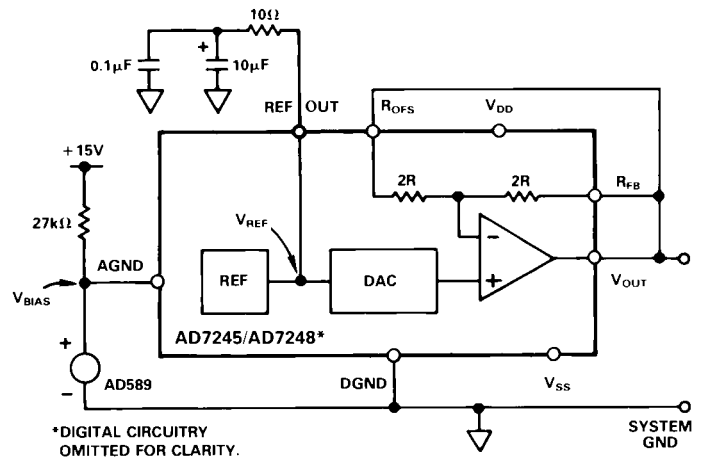 10Ω
0.1µF
+
10µF
REF OUT
R_OFS
V_DD
+15V
2R
2R
R_FB
27kΩ
V_REF
AGND
REF
DAC
−
+
V_OUT
V_BIAS
AD7245/AD7248*
+
−
AD589
DGND
V_SS
SYSTEM
GND
*DIGITAL CIRCUITRY
OMITTED FOR CLARITY.